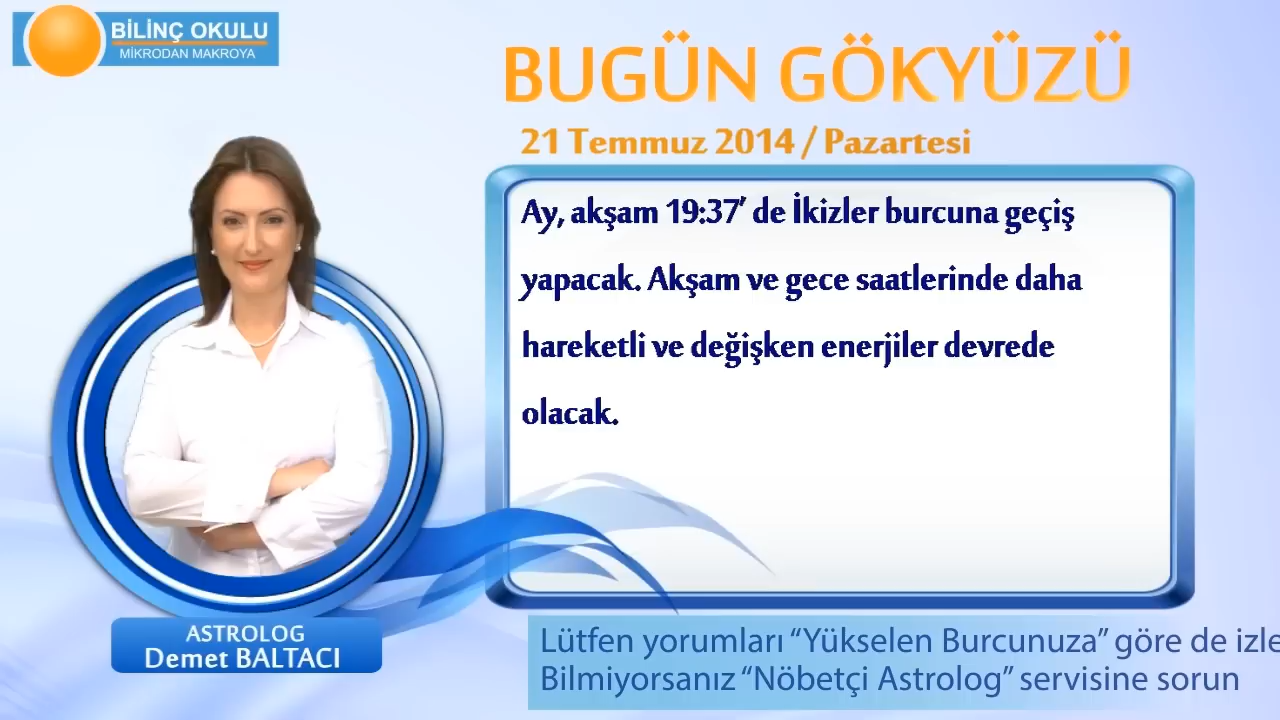 BİLİNÇ OKULU
MİKRODAN MAKROYA
BUGÜN GÖKYÜZÜ
21 Temmuz 2014 / Pazartesi
Ay, akşam 19:37’ de İkizler burcuna geçiş
yapacak. Akşam ve gece saatlerinde daha
hareketli ve değişken enerjiler devrede
olacak.
ASTROLOG
Demet BALTACI
Lütfen yorumları “Yükselen Burcunuza” göre de izle
Bilmiyorsanız “Nöbetçi Astrolog” servisine sorun